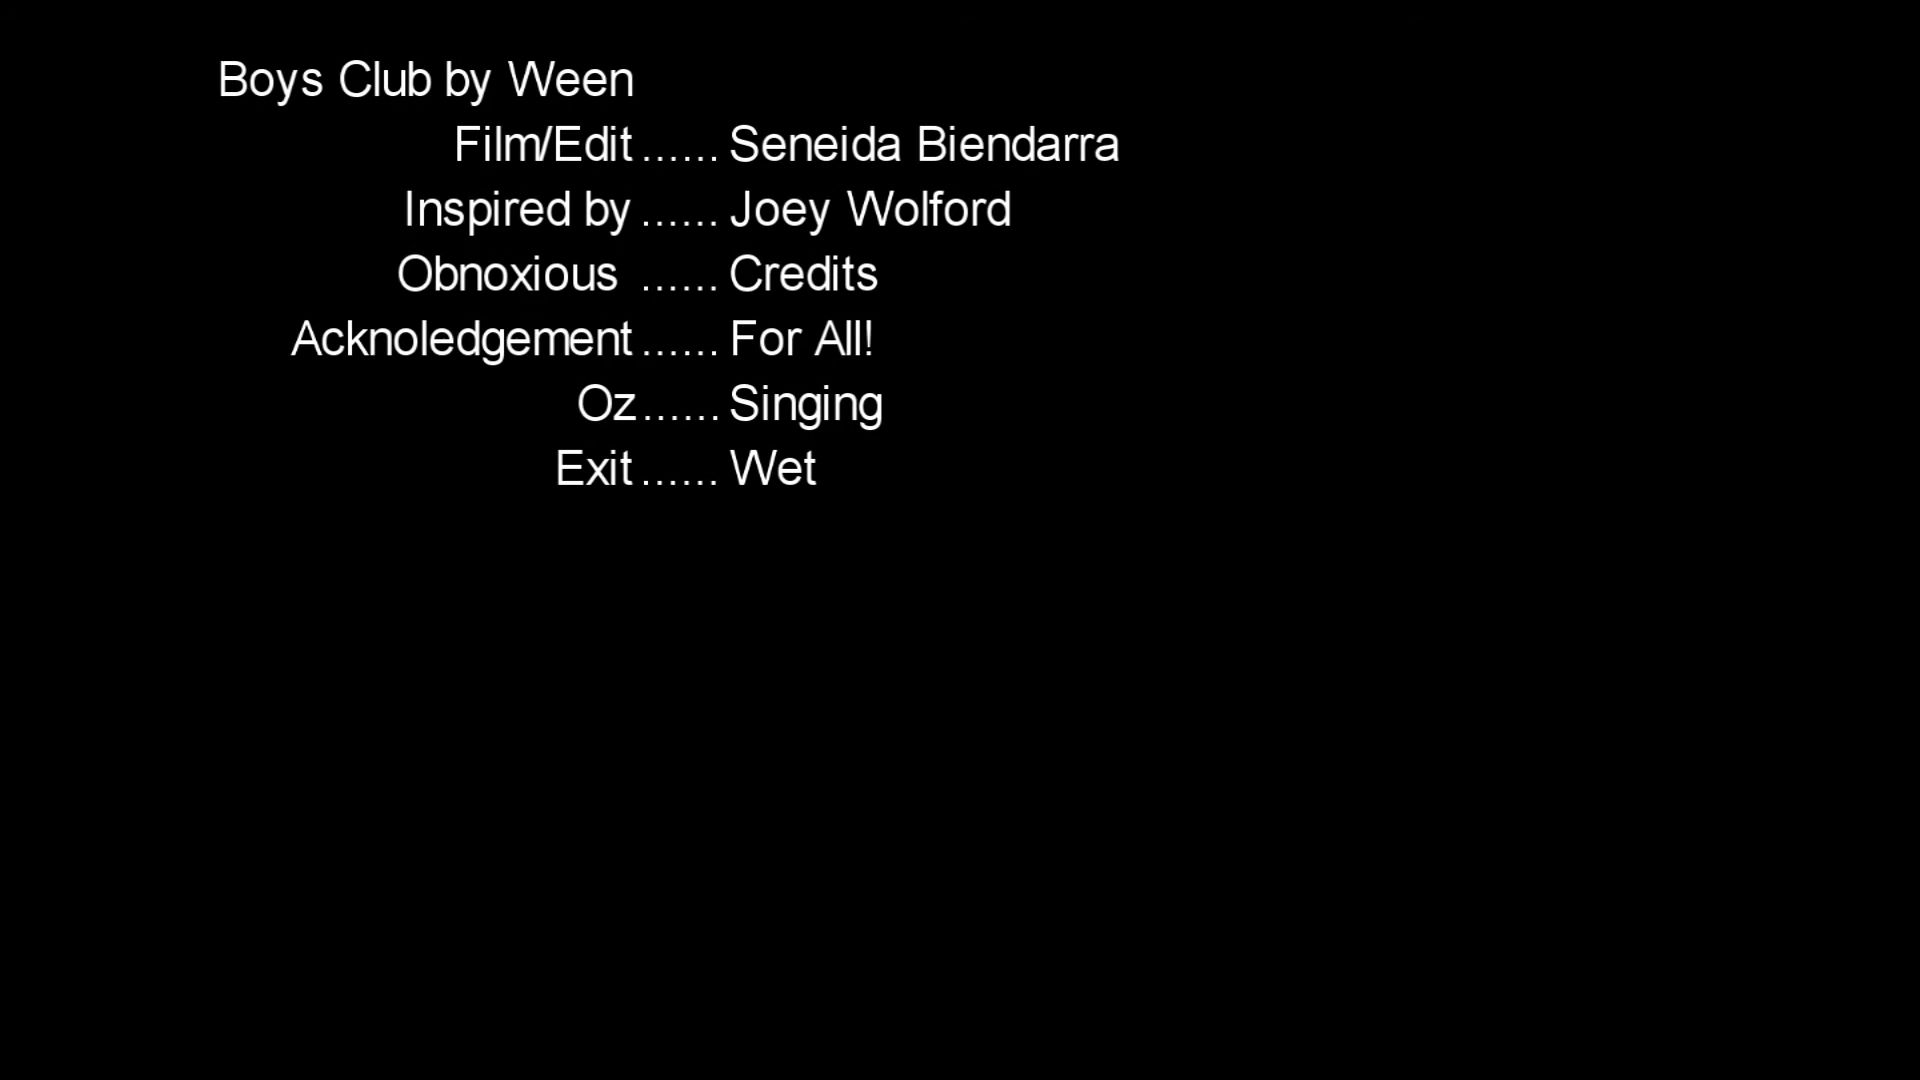 Boys Club by Ween
Film/Edit ...... Seneida Biendarra
Inspired by ...... Joey Wolford
Obnoxious ...... Credits
Acknoledgement ...... For All!
Oz ...... Singing
Exit ...... Wet